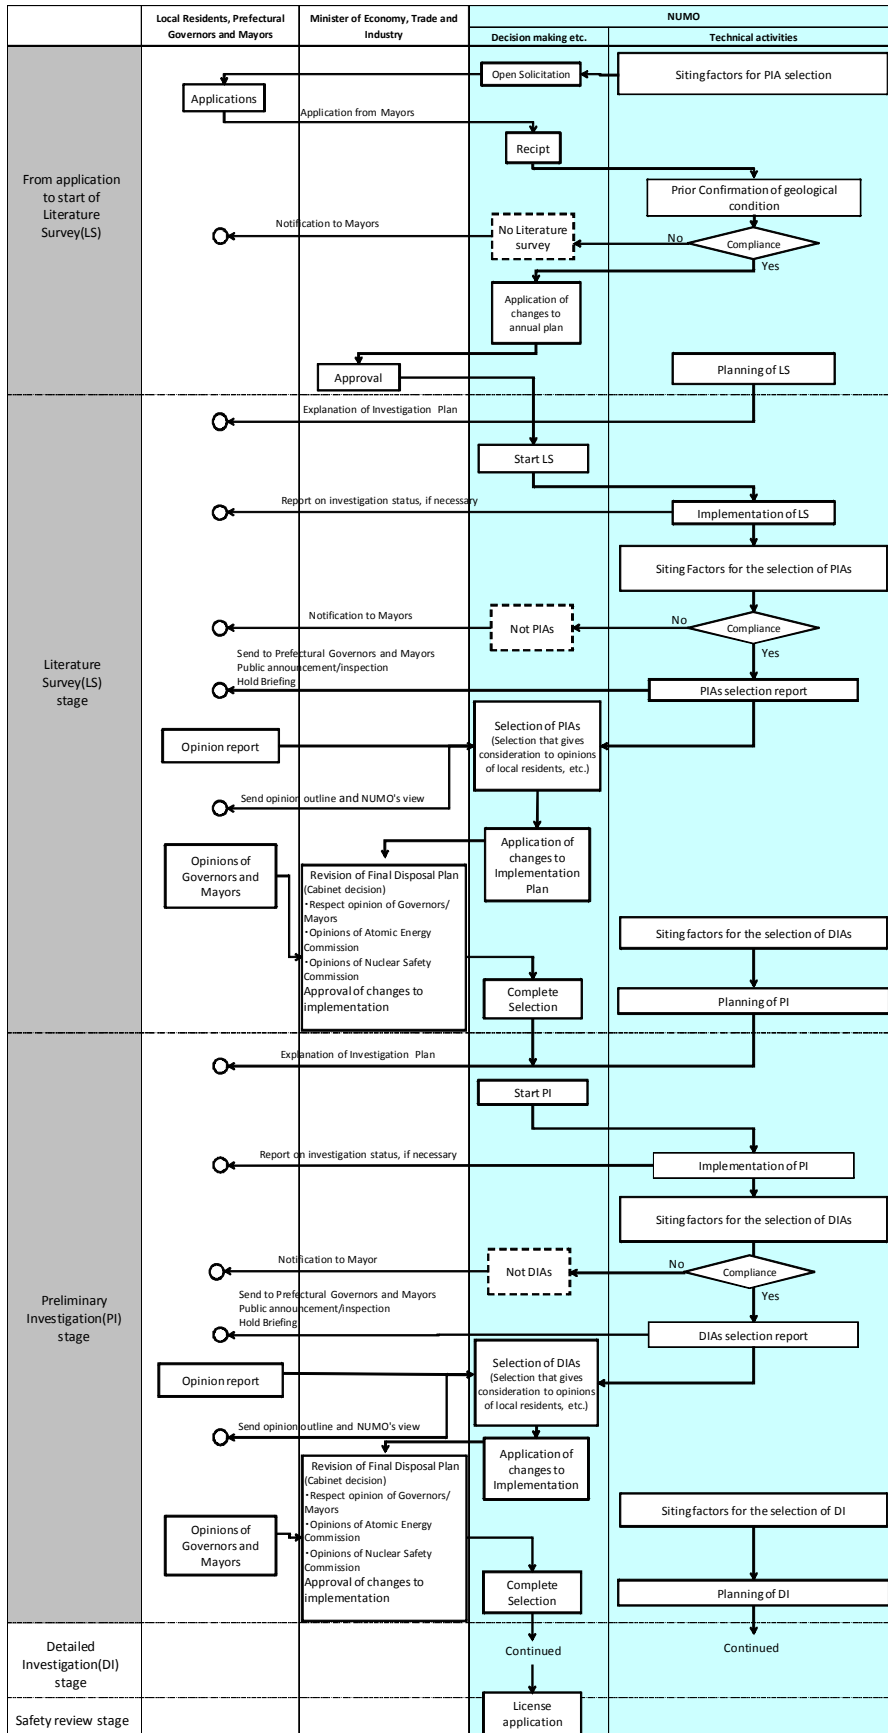 Local Residents, Prefectural
Governors and Mayors
Minister of Economy, Trade and
Industry
NUMO
Decision making etc.
Technical activities
From application
to start of
Literature
Survey(LS)
Open Solicitation
Siting factors for PIA selection
Applications
Application from Mayors
Recipt
Prior Confirmation of geological
condition
Notification to Mayors
No Literature
survey
No
Compliance
Yes
Application of
changes to
annual plan
Approval
Planning of LS
Literature
Survey(LS)
stage
Explanation of Investigation Plan
Start LS
Report on investigation status, if necessary
Implementation of LS
Siting Factors for the selection of PIAs
Notification to Mayors
Not PIAs
No
Compliance
Yes
Send to Prefectural Governors and Mayors
Public announcement/inspection
Hold Briefing
PIAs selection report
Opinion report
Selection of PIAs
(Selection that gives
consideration to opinions
of local residents, etc.)
Send opinion outline and NUMO's view
Application of
changes to
Implementation
Plan
Opinions of
Governors and
Mayors
Revision of Final Disposal Plan
(Cabinet decision)
・Respect opinion of Governors/
Mayors
・Opinions of Atomic Energy
Commission
・Opinions of Nuclear Safety
Commission
Approval of changes to
implementation
Siting factors for the selection of DIAs
Complete
Selection
Planning of PI
Preliminary
Investigation(PI)
stage
Explanation of Investigation Plan
Start PI
Report on investigation status, if necessary
Implementation of PI
Siting factors for the selection of DIAs
Notification to Mayor
Not DIAs
No
Compliance
Yes
Send to Prefectural Governors and Mayors
Public announcement/inspection
Hold Briefing
DIAs selection report
Opinion report
Selection of DIAs
(Selection that gives
consideration to opinions
of local residents, etc.)
Send opinion outline and NUMO's view
Application of
changes to
Implementation
Revision of Final Disposal Plan
(Cabinet decision)
・Respect opinion of Governors/
Mayors
・Opinions of Atomic Energy
Commission
・Opinions of Nuclear Safety
Commission
Approval of changes to
implementation
Opinions of
Governors and
Mayors
Siting factors for the selection of DI
Complete
Selection
Planning of DI
Detailed
Investigation(DI)
stage
Continued
Continued
Safety review stage
License
application